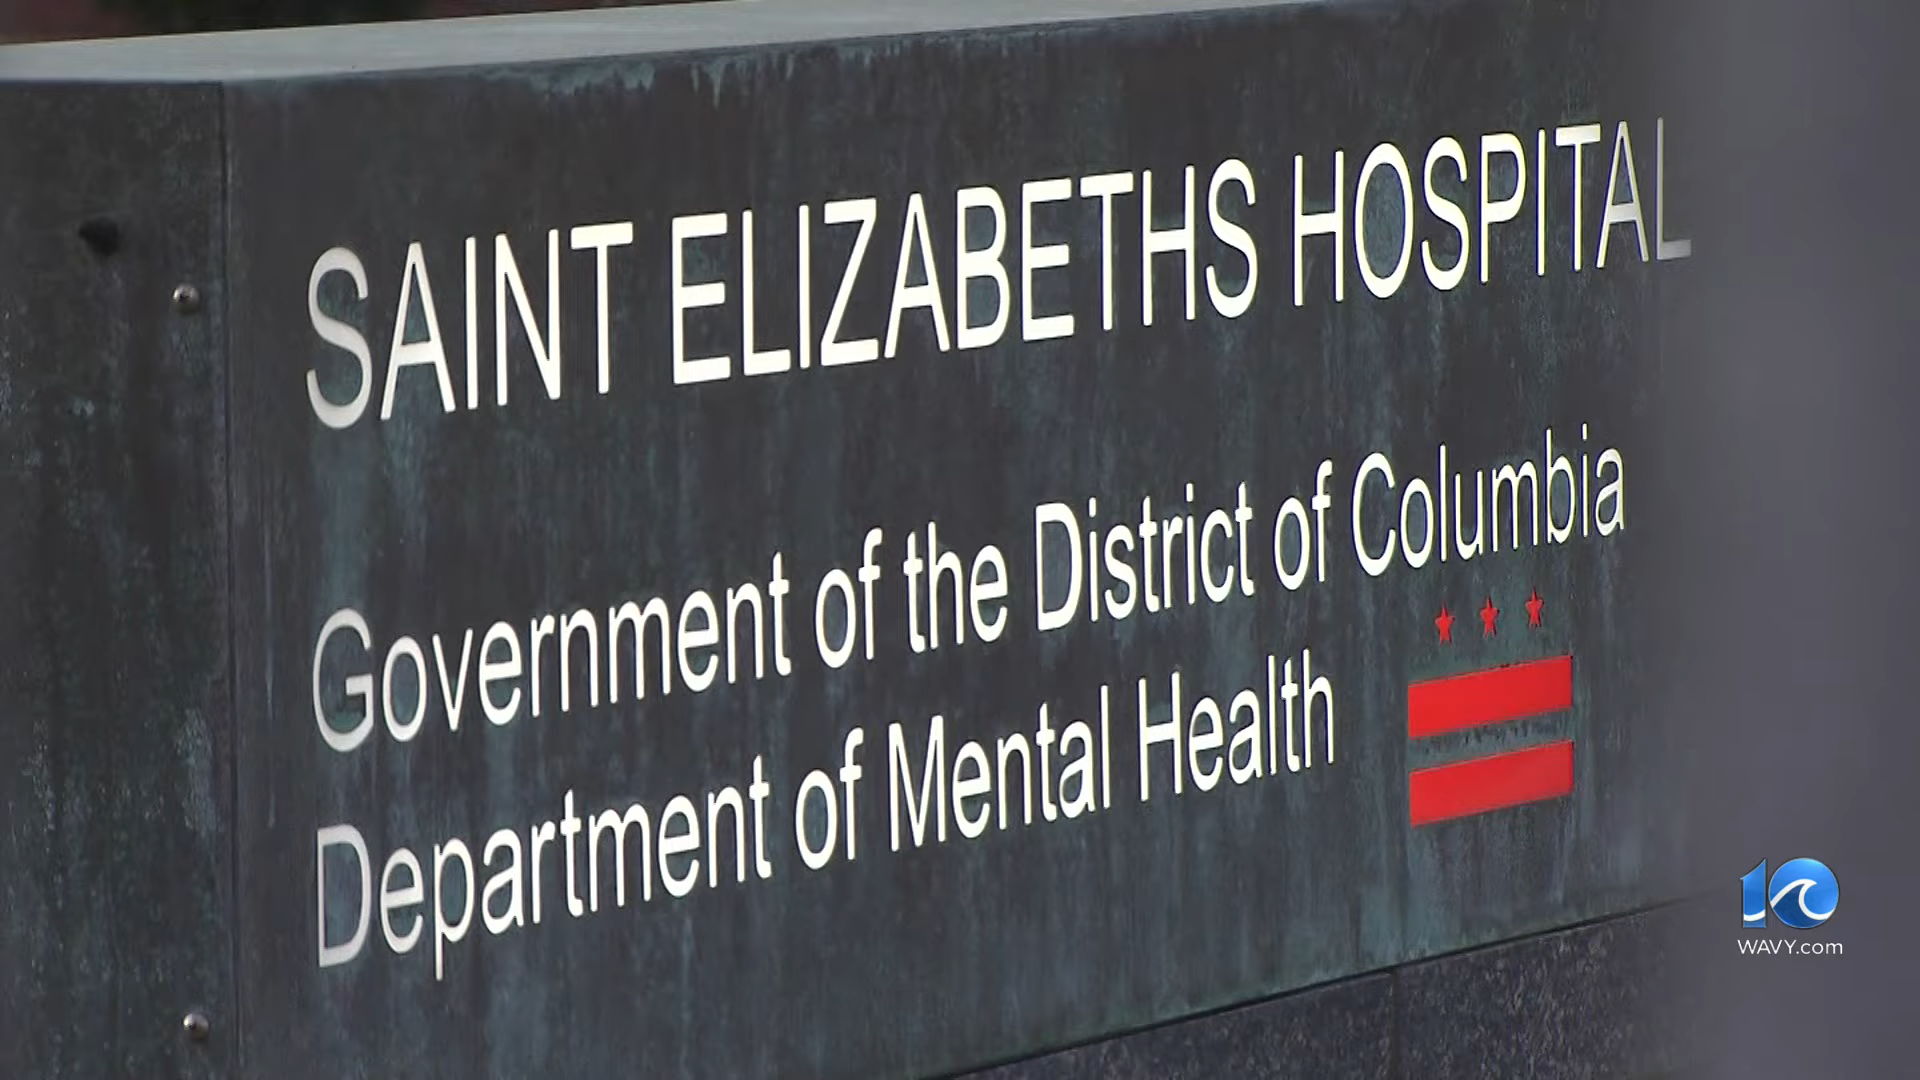 SAINT ELIZABETHS HOSPITAL
Government of the District of Columbia
Department of Mental Health
10
WAVY.com